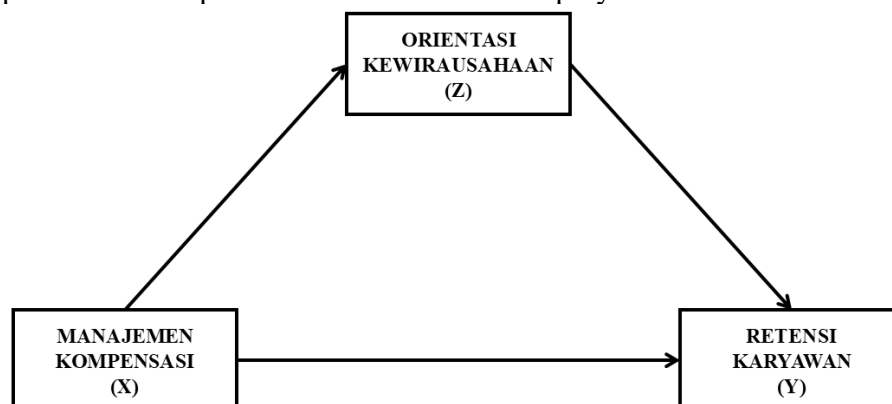 ORIENTASI
KEWIRAUSAHAAN
(Z)
MANAJEMEN
KOMPENSASI
(X)
RETENSI
KARYAWAN
(Y)